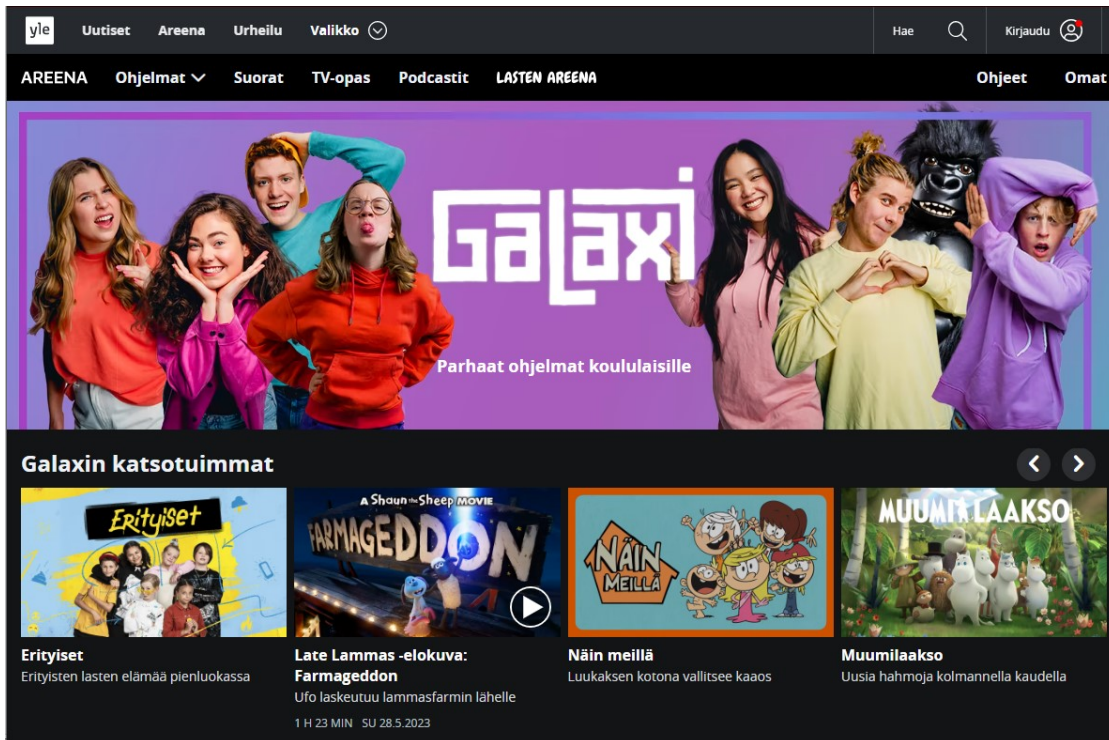 yle Uutiset Areena Urheilu Valikko Hae Kirjaudu
AREENA Ohjelmat Suorat TV-opas Podcastit LASTEN AREENA Ohjeet Omat
Galaxi
Parhaat ohjelmat koululaisille
Galaxin katsotuimmat
ERityiSet
A Shaun the Sheep MOVIE
FARMAGEDDON
NÄIN
MEILLÄ
MUUMILAAKSO
Erityiset
Erityisten lasten elämää pienluokassa
Late Lammas -elokuva:
Farmageddon
Ufo laskeutuu lammasfarmin lähelle
1 H 23 MIN SU 28.5.2023
Näin meillä
Luukaksen kotona vallitsee kaaos
Muumilaakso
Uusia hahmoja kolmannella kaudella